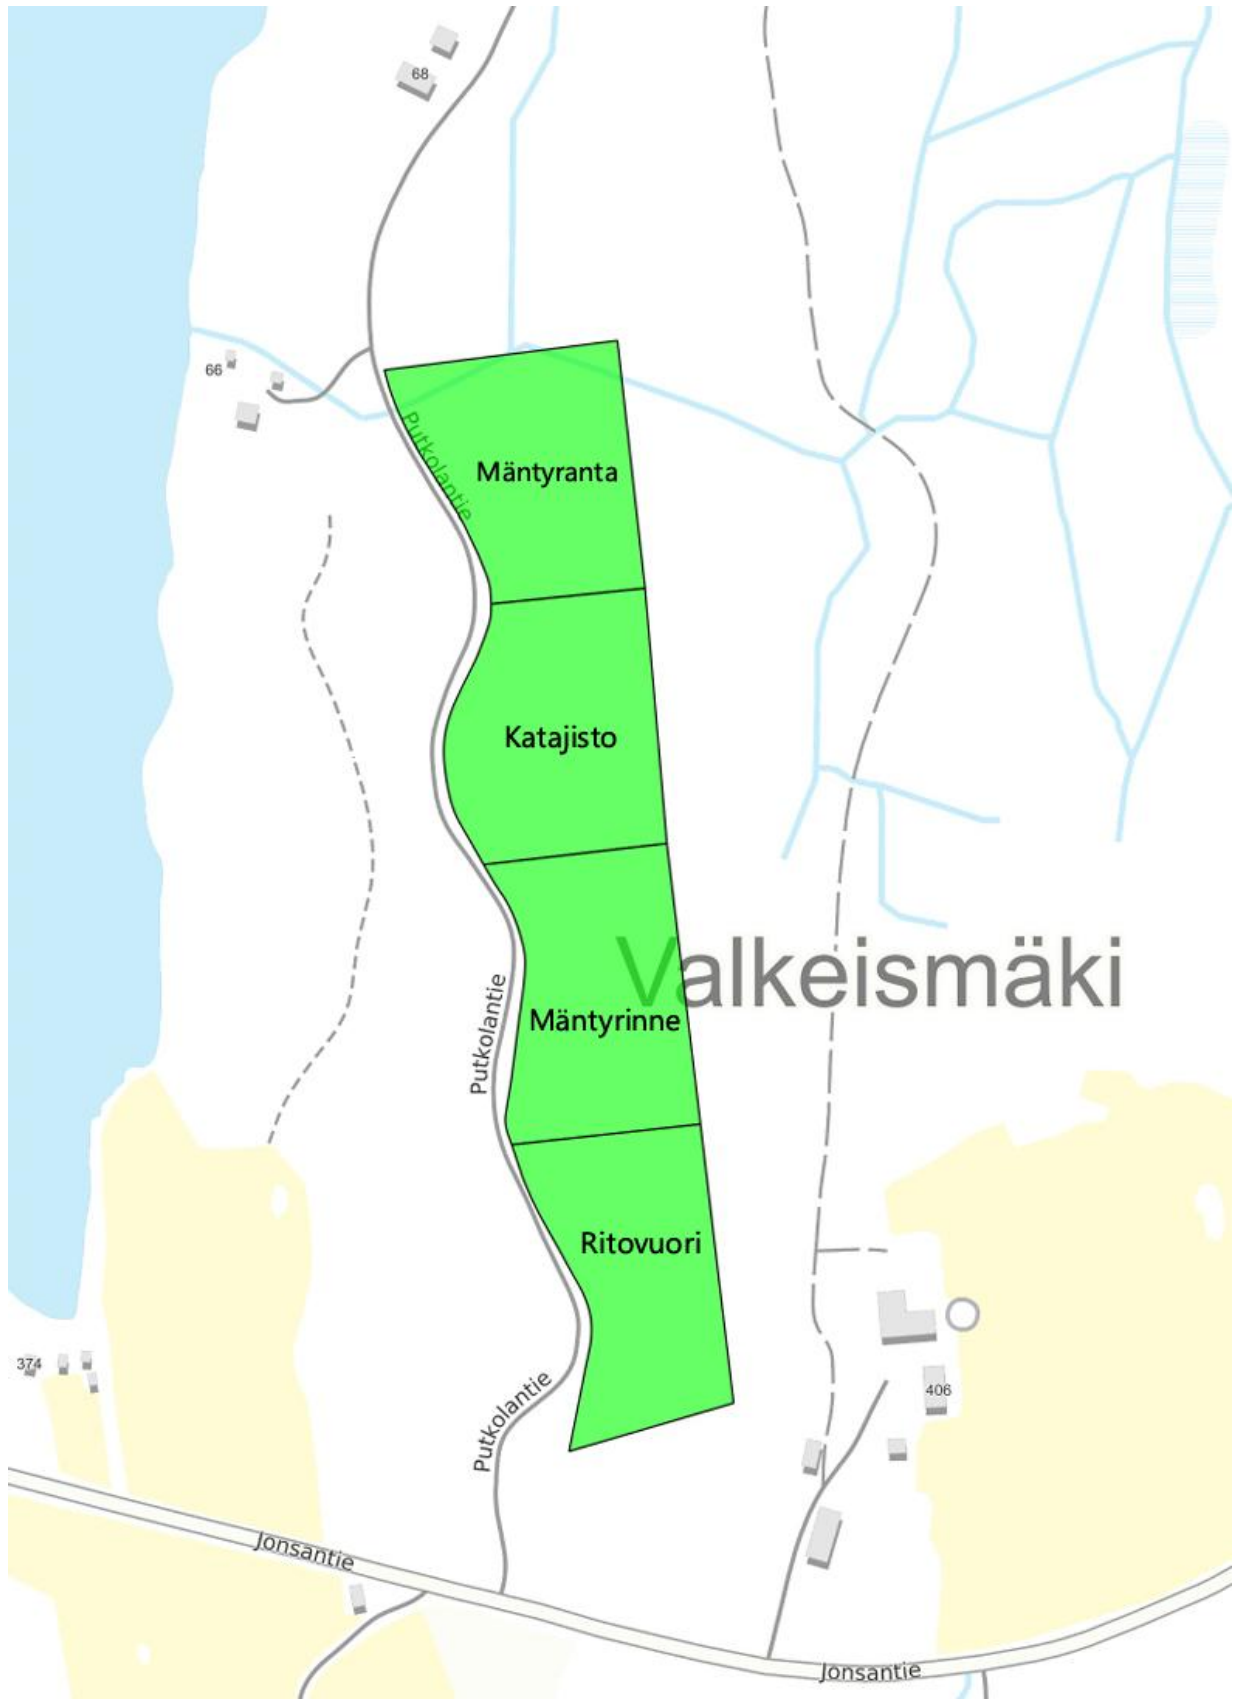 68
66
Putkolantie
Mäntyranta
Katajisto
Valkeismäki
Putkolantie
Mäntyrinne
Ritovuori
374
Putkolantie
406
Jonsantie
Jonsantie